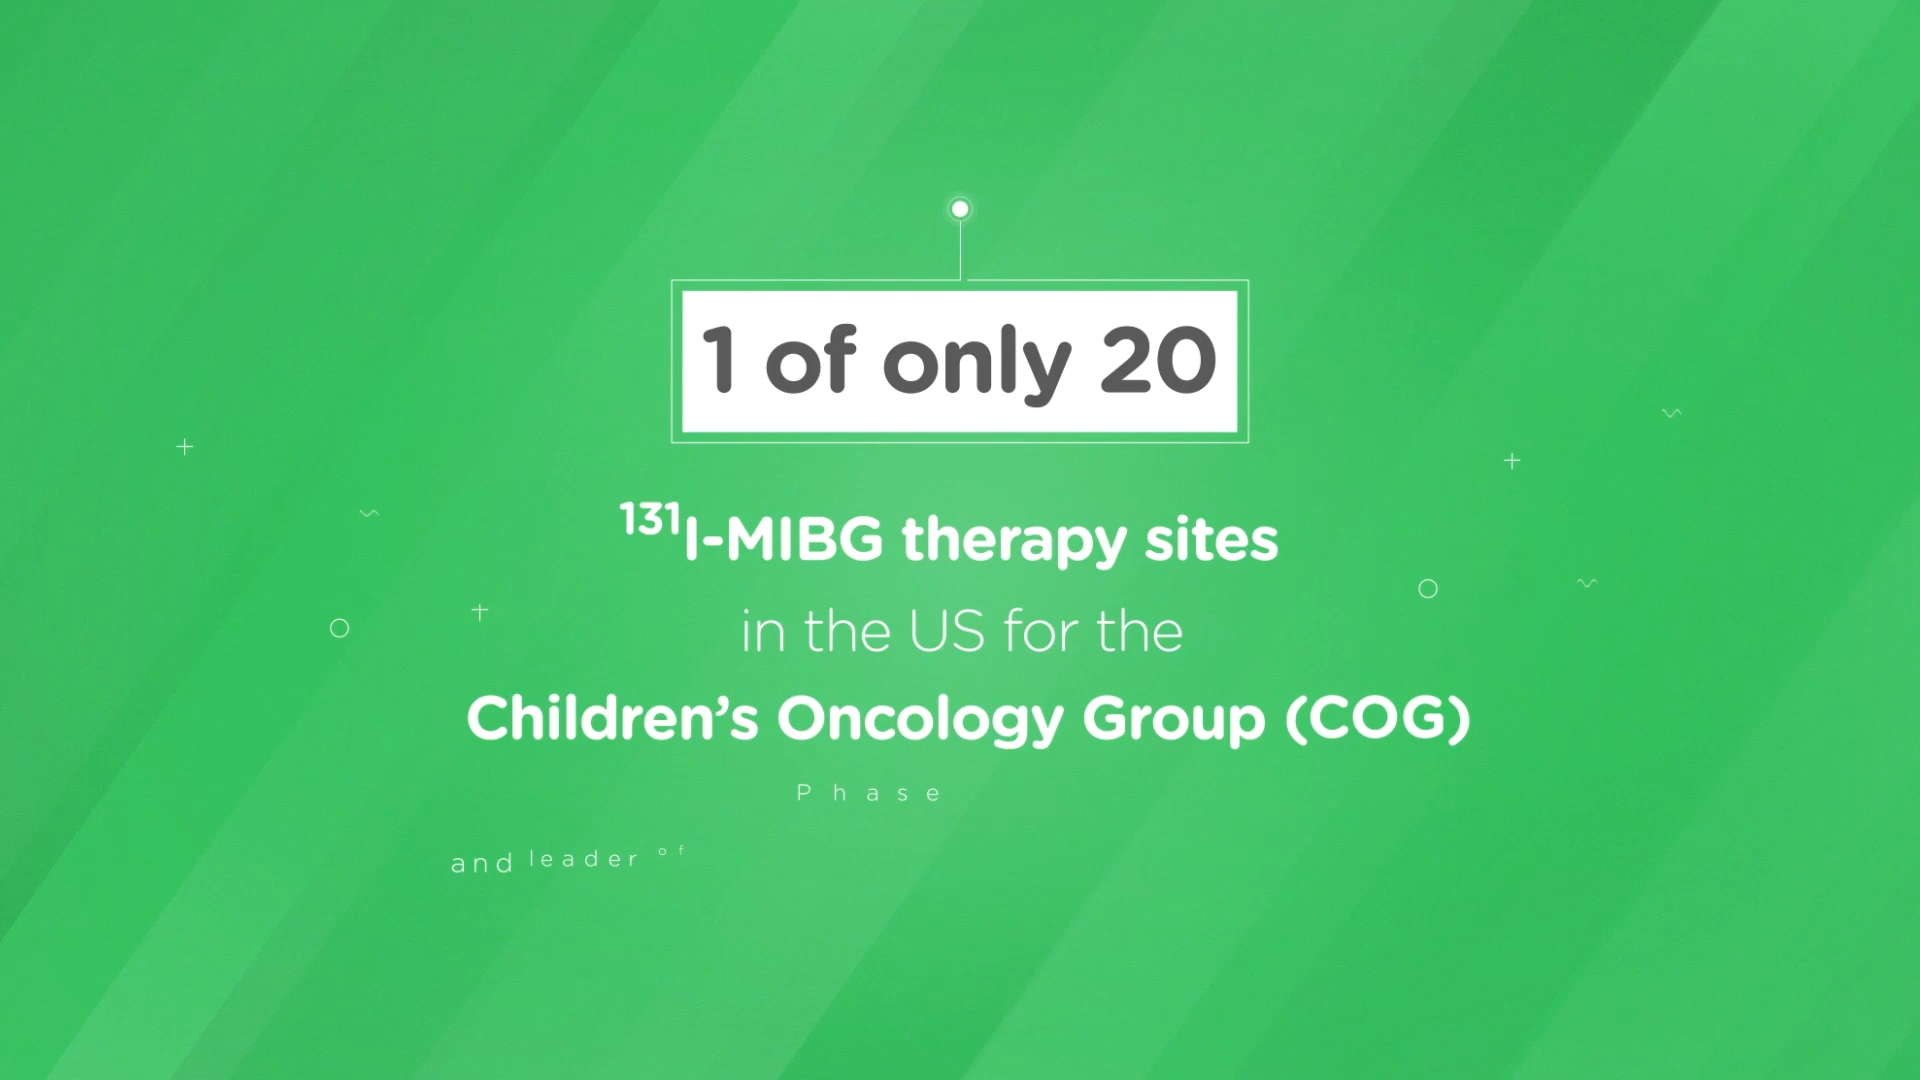 1 of only 20
¹³¹I-MIBG therapy sites
in the US for the
Children’s Oncology Group (COG)
Phase
and leader of